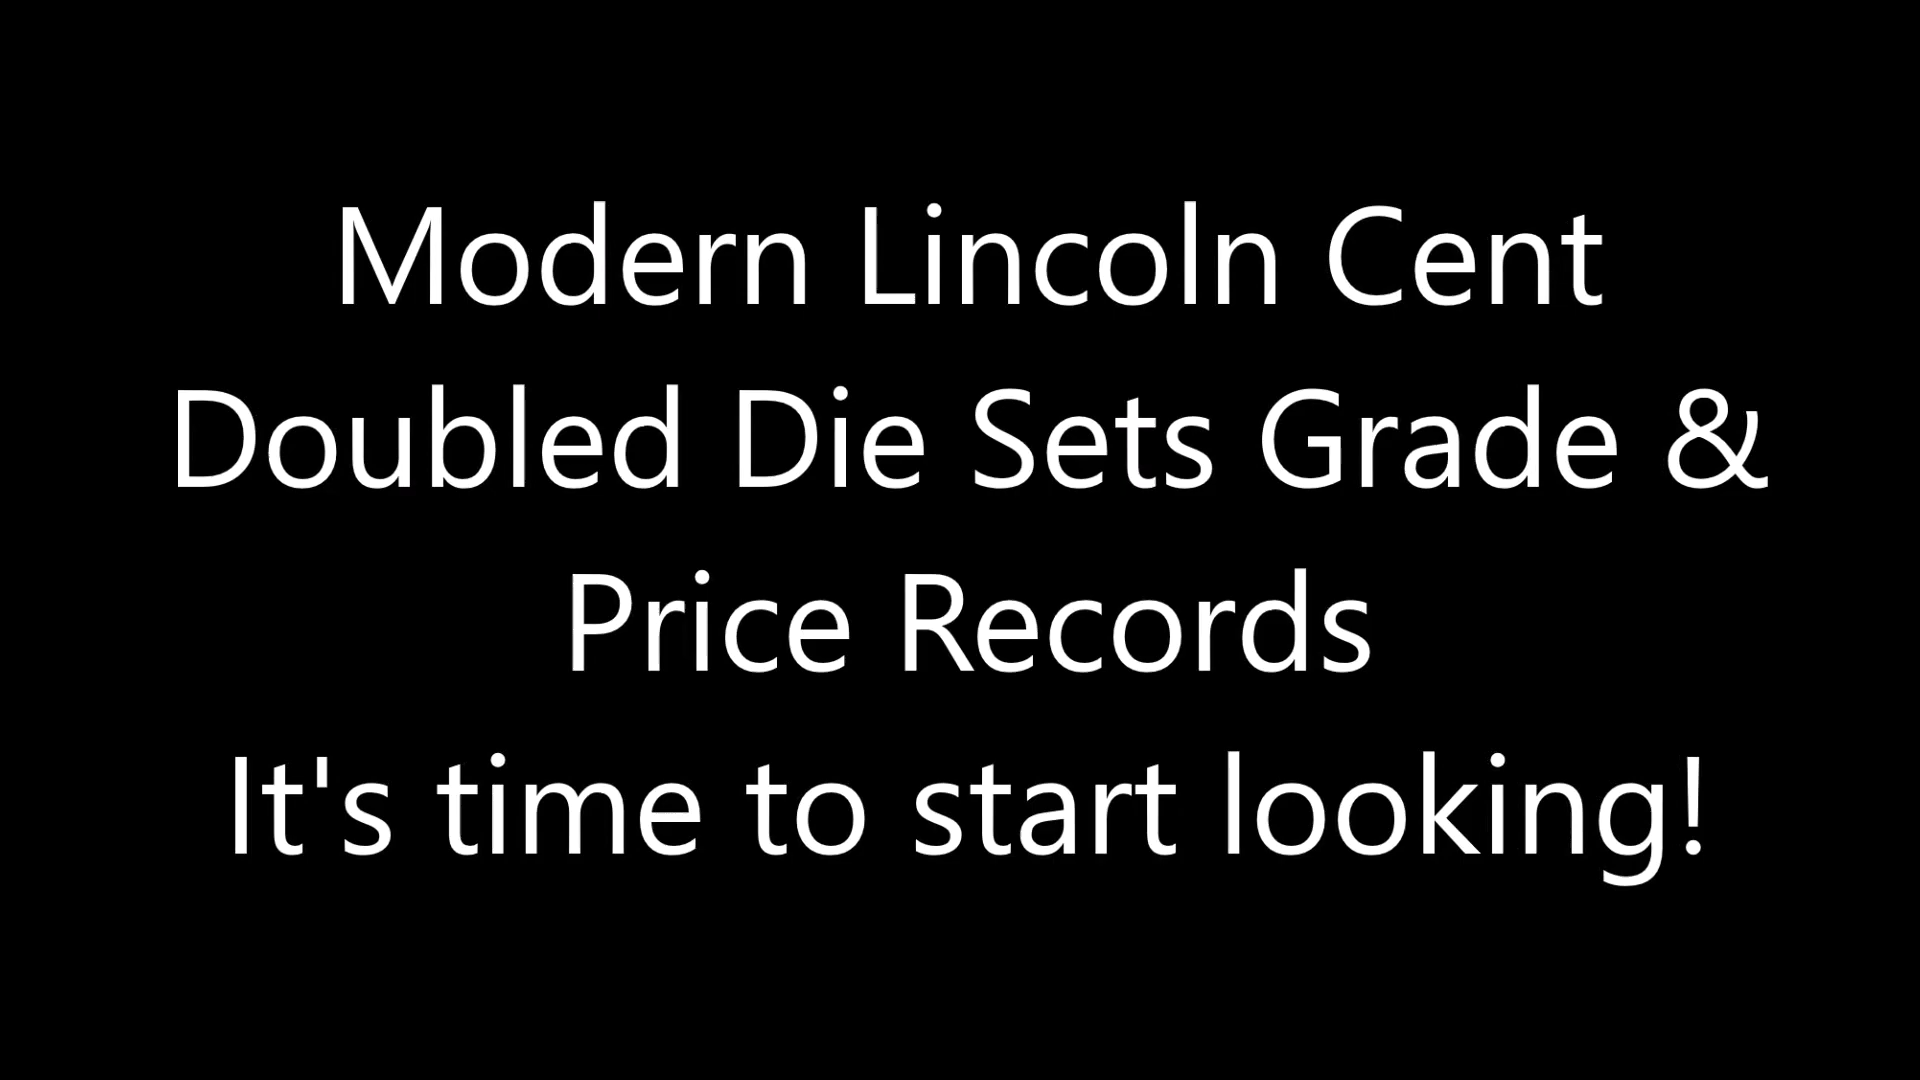 Modern Lincoln Cent
Doubled Die Sets Grade &
Price Records
It's time to start looking!